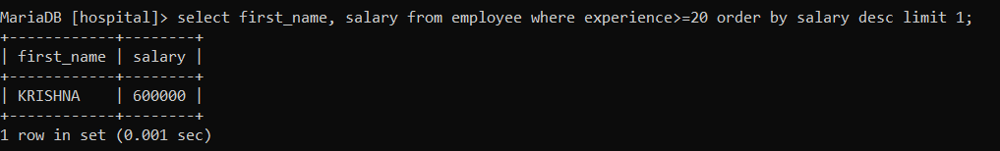 MariaDB [hospital]> select first_name, salary from employee where experience>=20 order by salary desc limit 1;
+------------+--------+
| first_name | salary |
+------------+--------+
| KRISHNA    | 600000 |
+------------+--------+
1 row in set (0.001 sec)